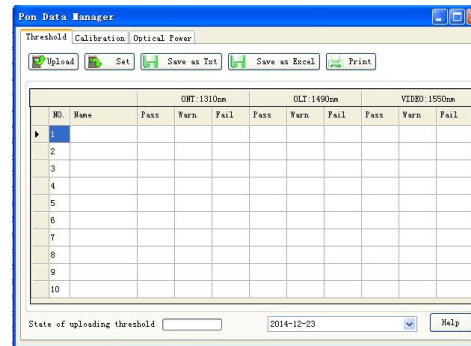 Pon Data Manager
Threshold Calibration Optical Power
Upload Set Save as Txt Save as Excel Print
ONT:1310nm OLT:1490nm VIDEO:1550nm
NO. Name Pass Warn Fail Pass Warn Fail Pass Warn Fail
1
2
3
4
5
6
7
8
9
10
State of uploading threshold 2014-12-23 Help